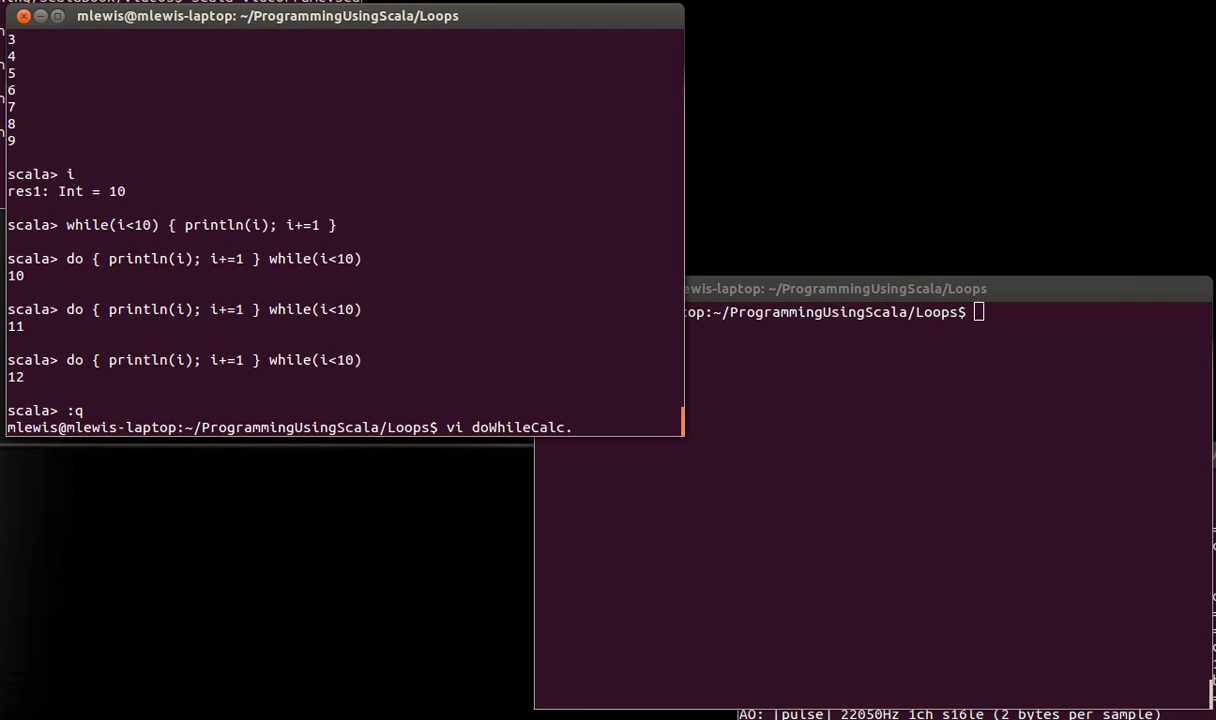 mlewis@mlewis-laptop: ~/ProgrammingUsingScala/Loops
3
4
5
6
7
8
9
scala> i
res1: Int = 10
scala> while(i<10) { println(i); i+=1 }
scala> do { println(i); i+=1 } while(i<10)
10
scala> do { println(i); i+=1 } while(i<10)
11
scala> do { println(i); i+=1 } while(i<10)
12
scala> :q
mlewis@mlewis-laptop:~/ProgrammingUsingScala/Loops$ vi doWhileCalc.
ewis-laptop: ~/ProgrammingUsingScala/Loops
top:~/ProgrammingUsingScala/Loops$
AO: [pulse] 22050Hz 1ch s16le (2 bytes per sample)